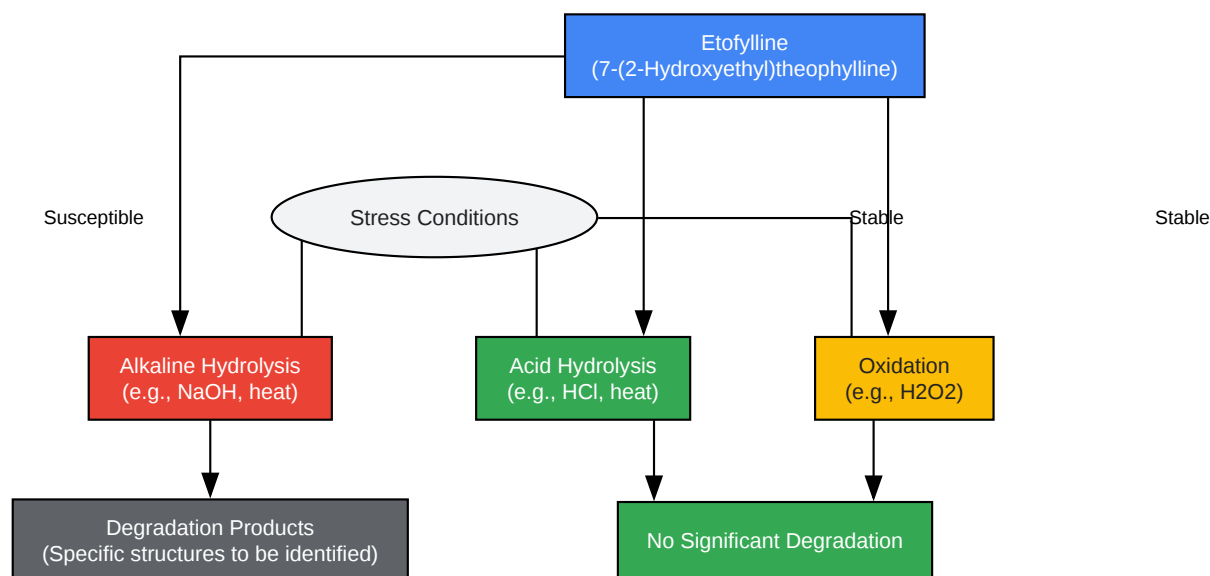 Etofylline
(7-(2-Hydroxyethyl)theophylline)
Susceptible
Stress Conditions
Stable
Stable
Alkaline Hydrolysis
(e.g., NaOH, heat)
Acid Hydrolysis
(e.g., HCl, heat)
Oxidation
(e.g., H2O2)
Degradation Products
(Specific structures to be identified)
No Significant Degradation